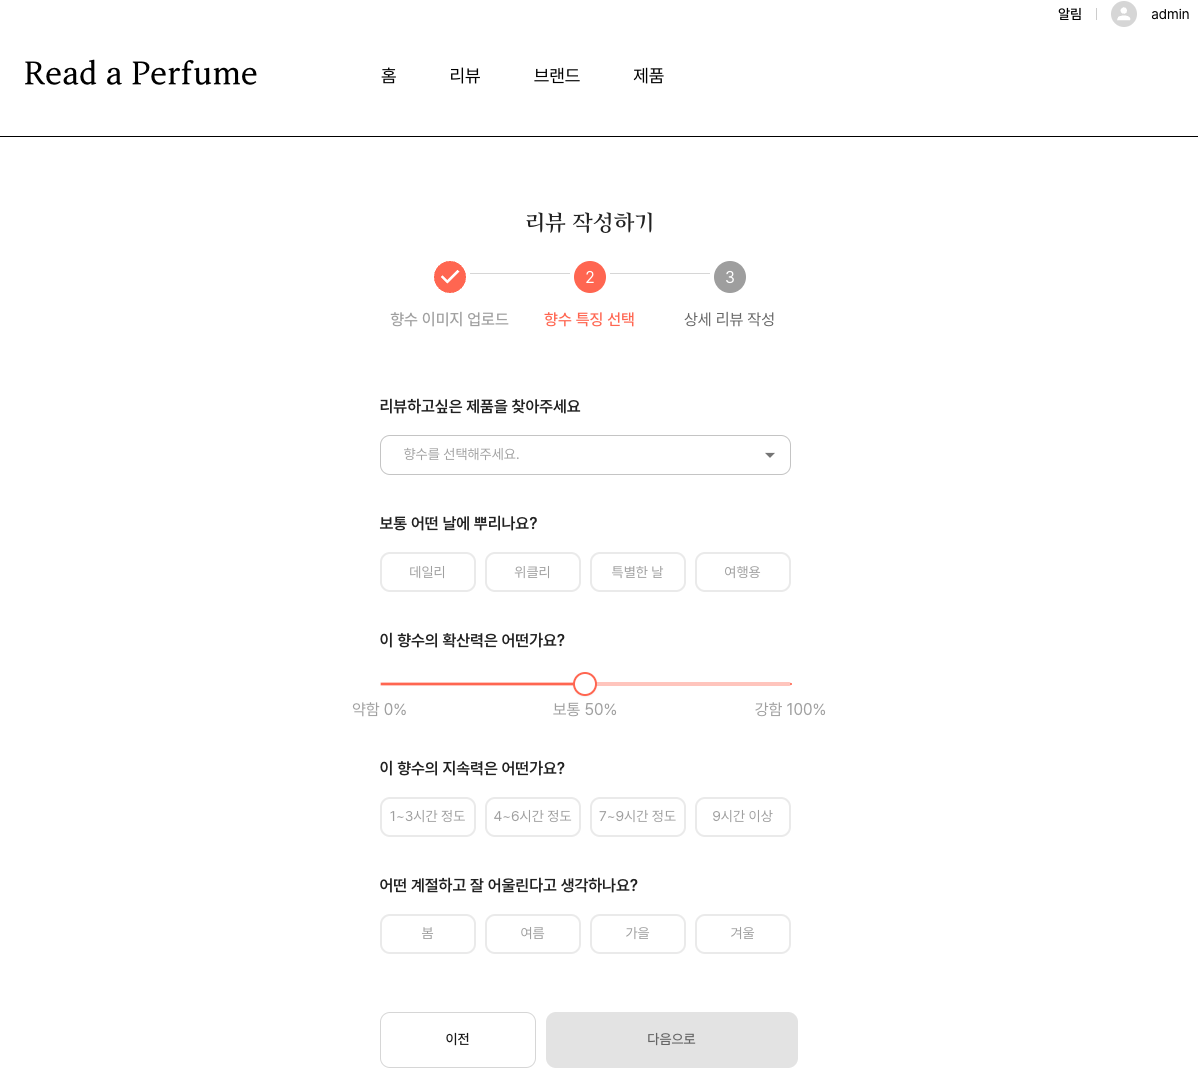 알림
admin
Read a Perfume
홈 리뷰 브랜드 제품
리뷰 작성하기
2 3
향수 이미지 업로드 향수 특징 선택 상세 리뷰 작성
리뷰하고싶은 제품을 찾아주세요
향수를 선택해주세요.
보통 어떤 날에 뿌리나요?
데일리 위클리 특별한 날 여행용
이 향수의 확산력은 어떤가요?
약함 0% 보통 50% 강함 100%
이 향수의 지속력은 어떤가요?
1~3시간 정도 4~6시간 정도 7~9시간 정도 9시간 이상
어떤 계절하고 잘 어울린다고 생각하나요?
봄 여름 가을 겨울
이전 다음으로